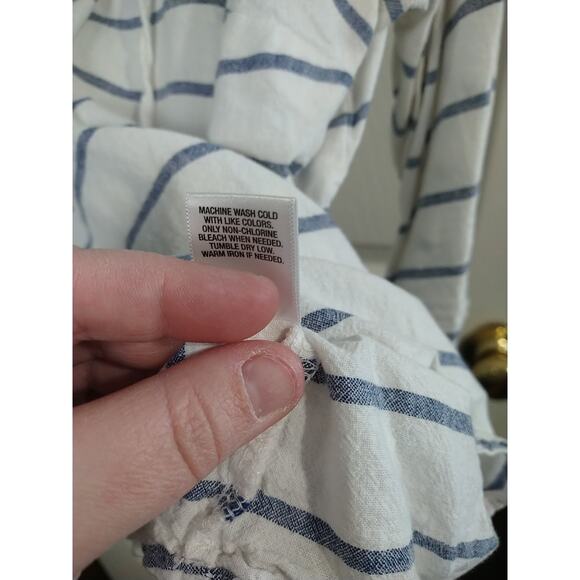 MACHINE WASH COLD
WITH LIKE COLORS.
ONLY NON-CHLORINE
BLEACH WHEN NEEDED.
TUMBLE DRY LOW.
WARM IRON IF NEEDED.